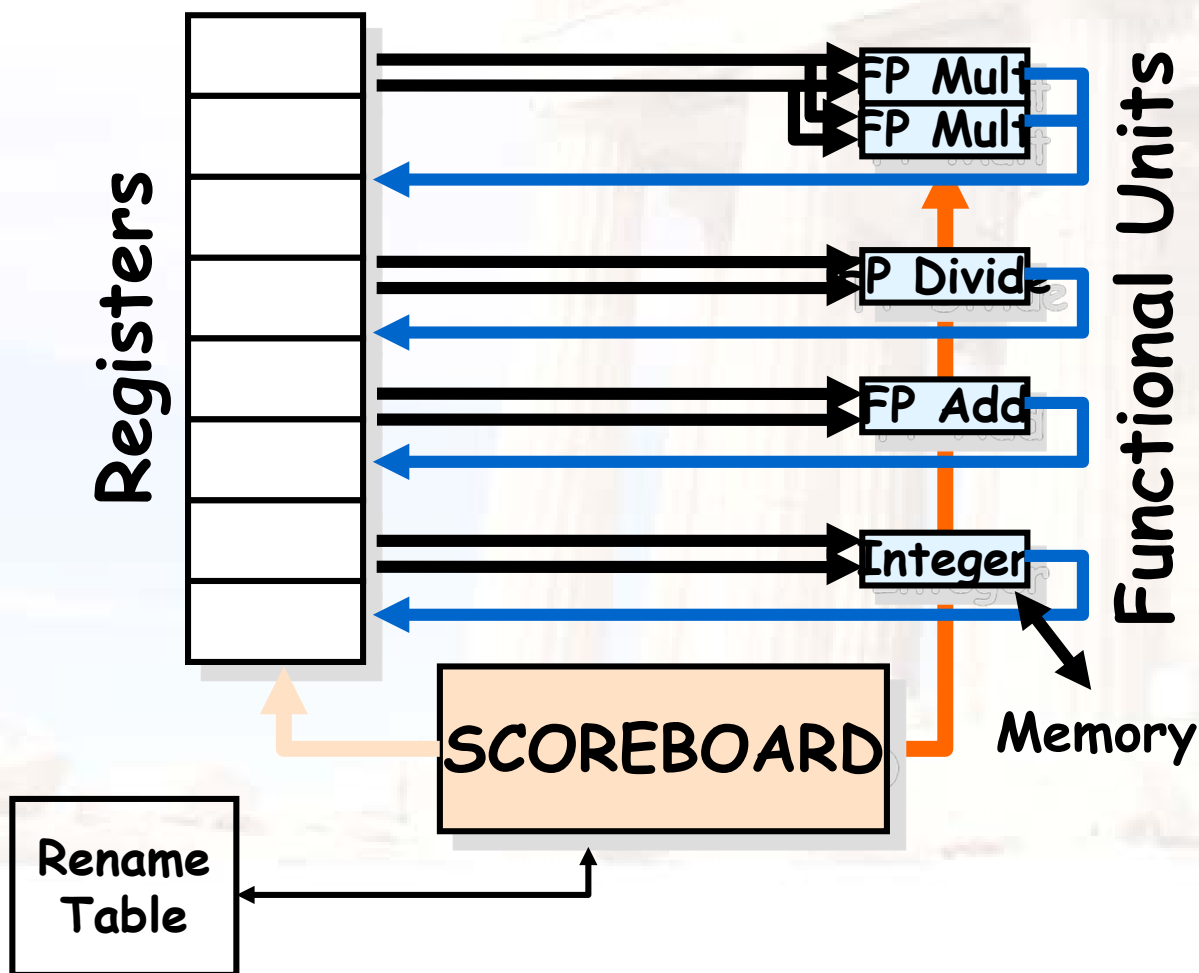 Registers
FP Mult
FP Mult
FP Divide
FP Add
Integer
Functional Units
Memory
SCOREBOARD
Rename
Table